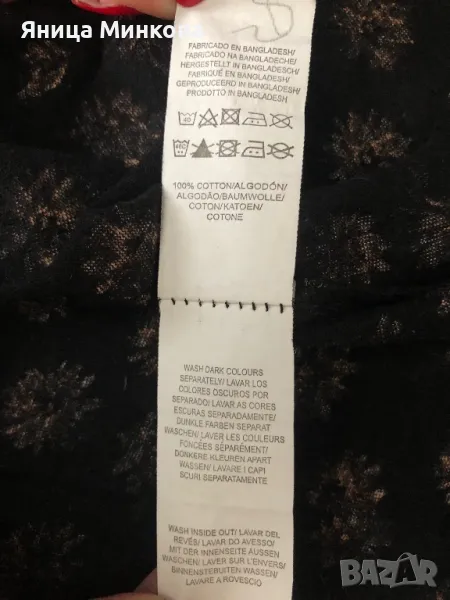 Яница Минкова
FABRICADO EN BANGLADESH/
FABRICADO NA BANGLADECHE/
HERGESTELLT IN BANGLADESCH/
FABRIQUÉ EN BANGLADESH/
GEPRODUCEERD IN BANGLADESH/
PRODOTTO IN BANGLADESH
40
100% COTTON/ALGODÓN/
ALGODÃO/BAUMWOLLE/
COTON/KATOEN/
COTONE
WASH DARK COLOURS
SEPARATELY/ LAVAR LOS
COLORES OSCUROS POR
SEPARADO/ LAVAR AS CORES
ESCURAS SEPARADAMENTE/
DUNKLE FARBEN SEPARAT
WASCHEN/ LAVER LES COULEURS
FONCÉES SÉPARÉMENT/
DONKERE KLEUREN APART
WASSEN/ LAVARE I CAPI
SCURI SEPARATAMENTE
WASH INSIDE OUT/ LAVAR DEL
REVÉS/ LAVAR DO AVESSO/
MIT DER INNENSEITE AUSSEN
WASCHEN/ LAVER SUR L'ENVERS/
BINNENSTEBUITEN WASSEN/
LAVARE A ROVESCIO
BAZAR